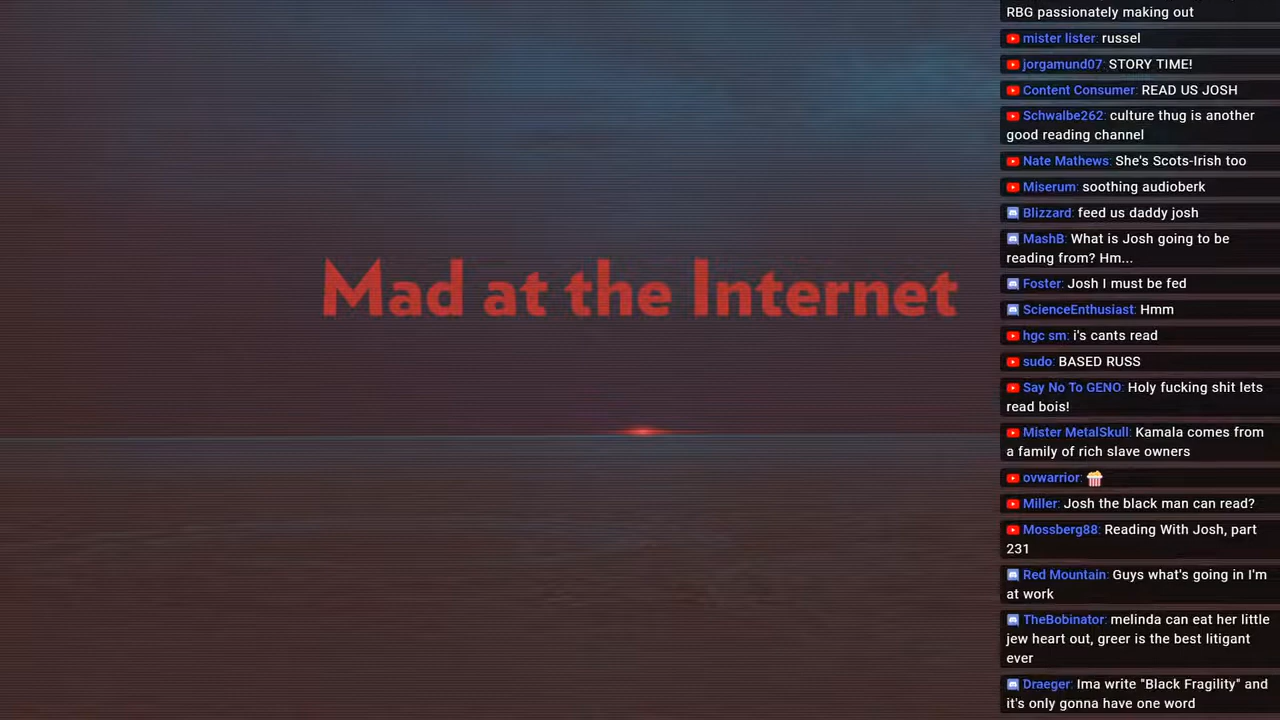 RBG passionately making out
mister lister: russel
jorgamund07: STORY TIME!
Content Consumer: READ US JOSH
Schwalbe262: culture thug is another
good reading channel
Nate Mathews: She's Scots-Irish too
Miserum: soothing audioberk
Blizzard: feed us daddy josh
MashB: What is Josh going to be
reading from? Hm...
Foster: Josh I must be fed
ScienceEnthusiast: Hmm
hgc sm: i's cants read
sudo: BASED RUSS
Say No To GENO: Holy fucking shit lets
read bois!
Mister MetalSkull: Kamala comes from
a family of rich slave owners
ovwarrior: 🍿
Miller: Josh the black man can read?
Mossberg88: Reading With Josh, part
231
Red Mountain: Guys what's going in I'm
at work
TheBobinator: melinda can eat her little
jew heart out, greer is the best litigant
ever
Draeger: Ima write "Black Fragility" and
it's only gonna have one word
Mad at the Internet